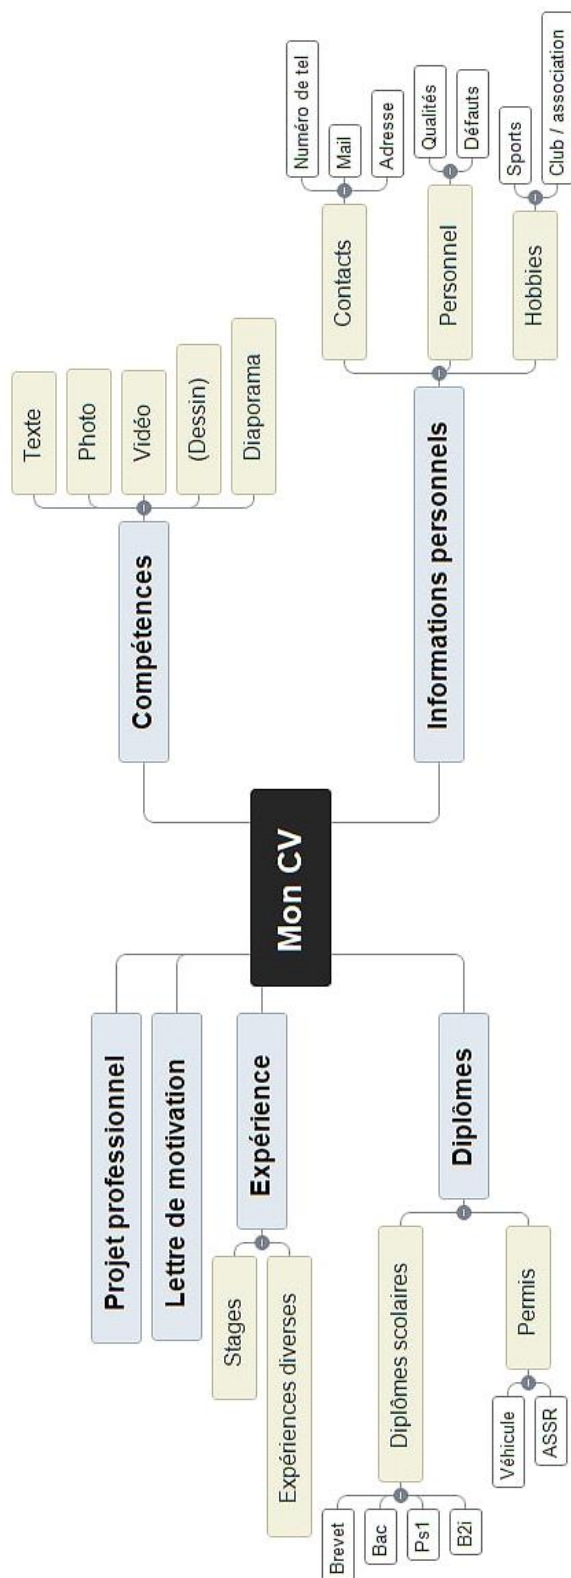 Mon CV
Projet professionnel
Lettre de motivation
Expérience
Stages
Expériences diverses
Diplômes
Diplômes scolaires
Brevet
Bac
Ps1
B2i
Permis
Véhicule
ASSR
Compétences
Texte
Photo
Vidéo
(Dessin)
Diaporama
Informations personnels
Contacts
Numéro de tel
Mail
Adresse
Personnel
Qualités
Défauts
Hobbies
Sports
Club / association